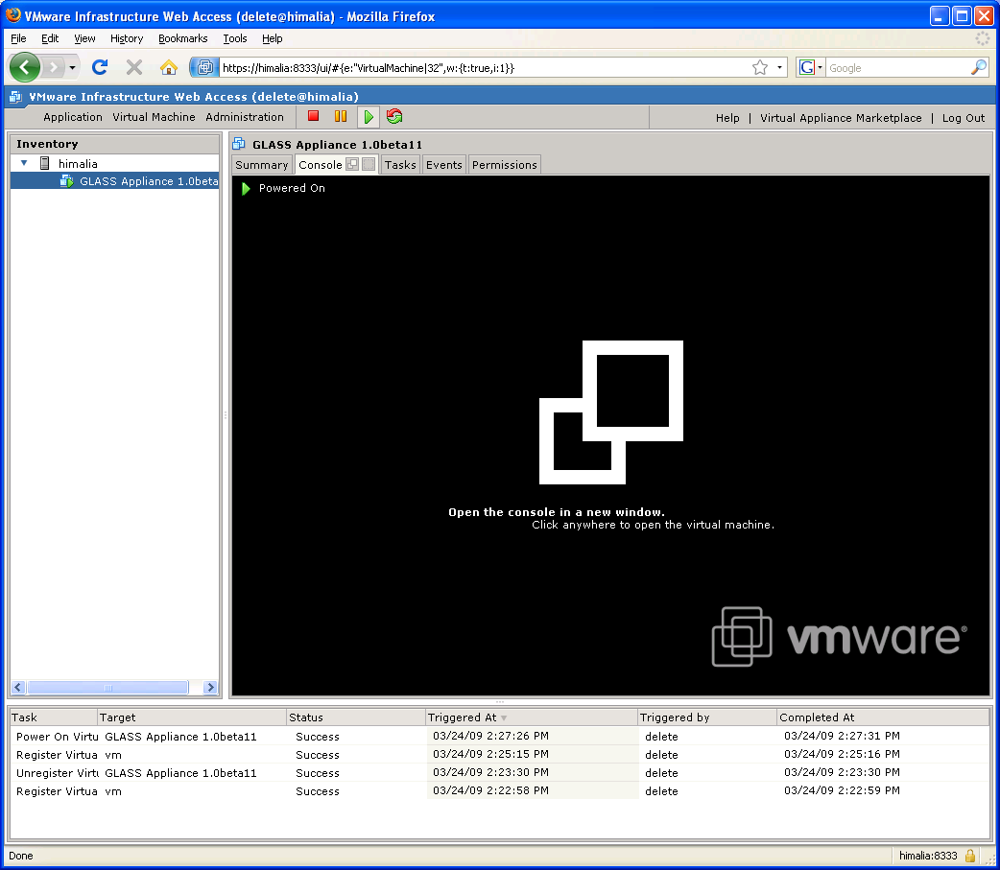 VMware Infrastructure Web Access (delete@himalia) - Mozilla Firefox
File Edit View History Bookmarks Tools Help
https://himalia:8333/ui/#{e:"VirtualMachine|32",w:{t:true,i:1}}
G Google
VMware Infrastructure Web Access (delete@himalia)
Application Virtual Machine Administration
Help | Virtual Appliance Marketplace | Log Out
Inventory
himalia
GLASS Appliance 1.0beta
GLASS Appliance 1.0beta11
Summary Console Tasks Events Permissions
Powered On
Open the console in a new window.
Click anywhere to open the virtual machine.
vmware®
Task Target Status Triggered At Triggered by Completed At
Power On Virtu GLASS Appliance 1.0beta11 Success 03/24/09 2:27:26 PM delete 03/24/09 2:27:31 PM
Register Virtua vm Success 03/24/09 2:25:15 PM delete 03/24/09 2:25:16 PM
Unregister Virtu GLASS Appliance 1.0beta11 Success 03/24/09 2:23:30 PM delete 03/24/09 2:23:30 PM
Register Virtua vm Success 03/24/09 2:22:58 PM delete 03/24/09 2:22:59 PM
Done
himalia:8333